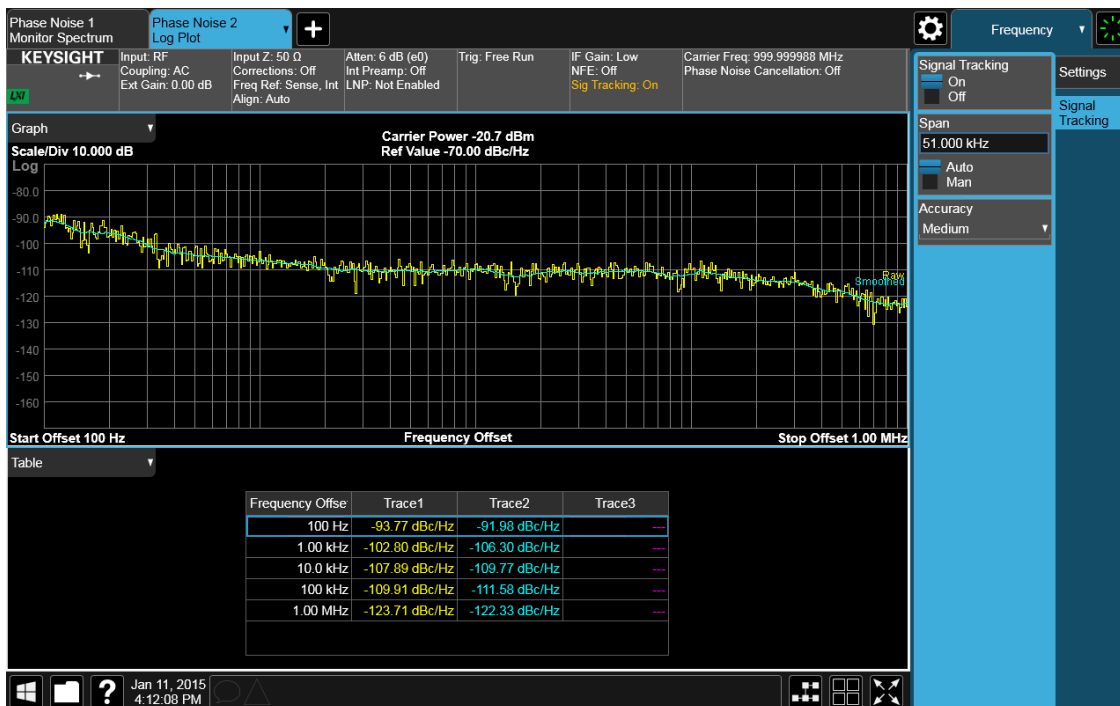 Phase Noise 1
Monitor Spectrum
Phase Noise 2
Log Plot
Frequency
KEYSIGHT
LXI
Input: RF
Coupling: AC
Ext Gain: 0.00 dB
Input Z: 50 Ω
Corrections: Off
Freq Ref: Sense, Int
Align: Auto
Atten: 6 dB (e0)
Int Preamp: Off
LNP: Not Enabled
Trig: Free Run
IF Gain: Low
NFE: Off
Sig Tracking: On
Carrier Freq: 999.999988 MHz
Phase Noise Cancellation: Off
Graph
Scale/Div 10.000 dB
Carrier Power -20.7 dBm
Ref Value -70.00 dBc/Hz
Log
-80.0
-90.0
-100
-110
-120
-130
-140
-150
-160
Raw
Smoothed
Start Offset 100 Hz
Frequency Offset
Stop Offset 1.00 MHz
Table
Frequency Offse Trace1 Trace2 Trace3
100 Hz -93.77 dBc/Hz -91.98 dBc/Hz ---
1.00 kHz -102.80 dBc/Hz -106.30 dBc/Hz ---
10.0 kHz -107.89 dBc/Hz -109.77 dBc/Hz ---
100 kHz -109.91 dBc/Hz -111.58 dBc/Hz ---
1.00 MHz -123.71 dBc/Hz -122.33 dBc/Hz ---
Signal Tracking
On
Off
Span
51.000 kHz
Auto
Man
Accuracy
Medium
Settings
Signal
Tracking
?
Jan 11, 2015
4:12:08 PM